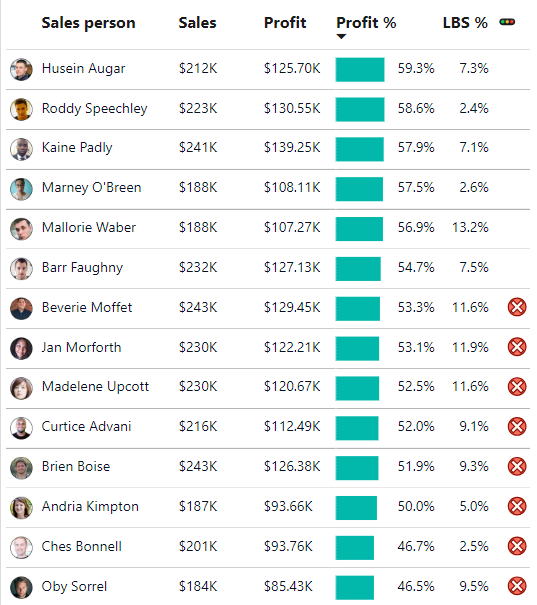 Sales person Sales Profit Profit % LBS %
Husein Augar $212K $125.70K 59.3% 7.3%
Roddy Speechley $223K $130.55K 58.6% 2.4%
Kaine Padly $241K $139.25K 57.9% 7.1%
Marney O'Breen $188K $108.11K 57.5% 2.6%
Mallorie Waber $188K $107.27K 56.9% 13.2%
Barr Faughny $232K $127.13K 54.7% 7.5%
Beverie Moffet $243K $129.45K 53.3% 11.6%
Jan Morforth $230K $122.21K 53.1% 11.9%
Madelene Upcott $230K $120.67K 52.5% 11.6%
Curtice Advani $216K $112.49K 52.0% 9.1%
Brien Boise $243K $126.38K 51.9% 9.3%
Andria Kimpton $187K $93.66K 50.0% 5.0%
Ches Bonnell $201K $93.76K 46.7% 2.5%
Oby Sorrel $184K $85.43K 46.5% 9.5%